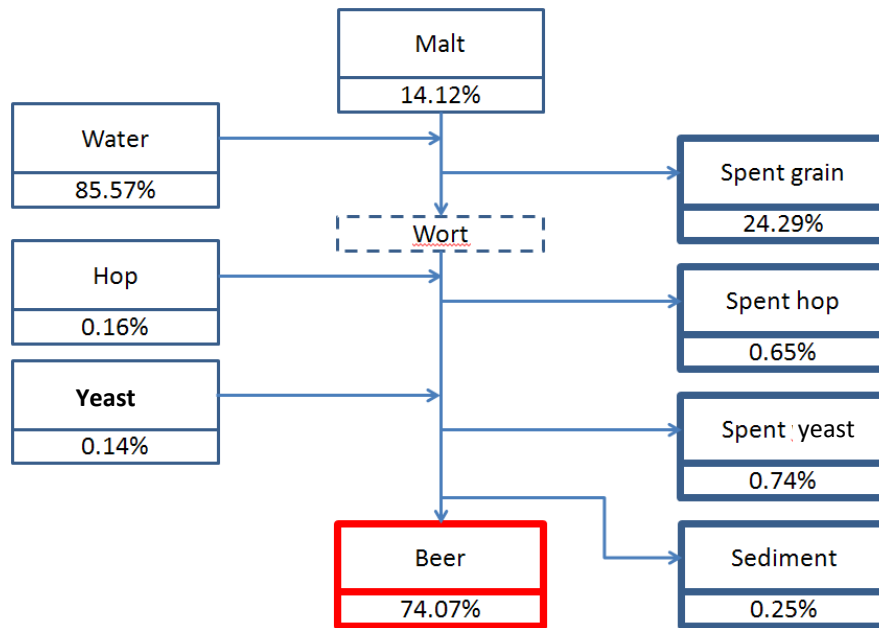 Malt
14.12%
Water
85.57%
Spent grain
24.29%
Wort
Hop
0.16%
Spent hop
0.65%
Yeast
0.14%
Spent yeast
0.74%
Beer
74.07%
Sediment
0.25%